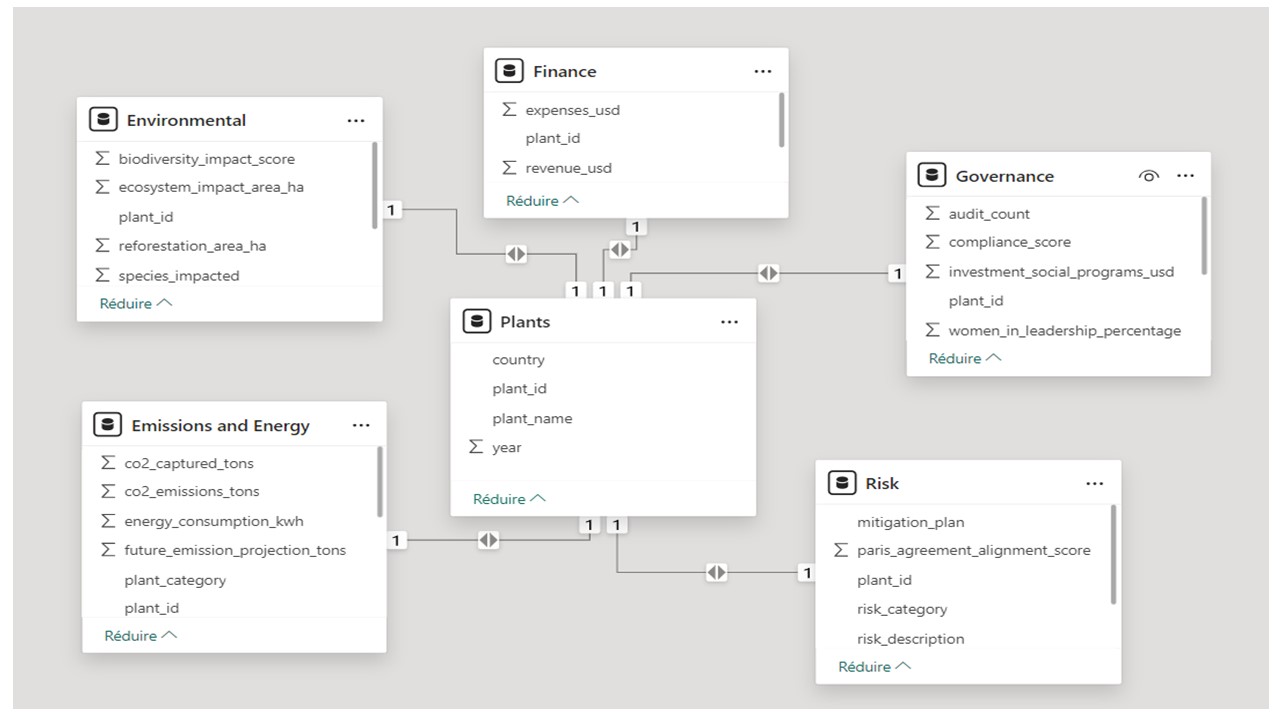 Finance
expenses_usd
plant_id
revenue_usd
Réduire
Environmental
biodiversity_impact_score
ecosystem_impact_area_ha
plant_id
reforestation_area_ha
species_impacted
Réduire
Governance
audit_count
compliance_score
investment_social_programs_usd
plant_id
women_in_leadership_percentage
Réduire
1
1
1
1 1 1
Plants
country
plant_id
plant_name
Σ year
Réduire
1 1
Emissions and Energy
co2_captured_tons
co2_emissions_tons
energy_consumption_kwh
future_emission_projection_tons
plant_category
plant_id
Réduire
1
1
Risk
mitigation_plan
paris_agreement_alignment_score
plant_id
risk_category
risk_description
Réduire